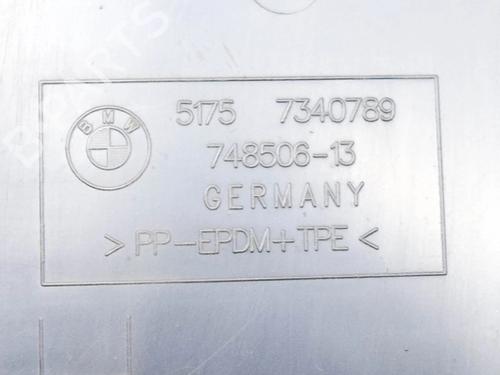 BMW
5175 7340789
748506-13
GERMANY
>PP-EPDM+TPE<